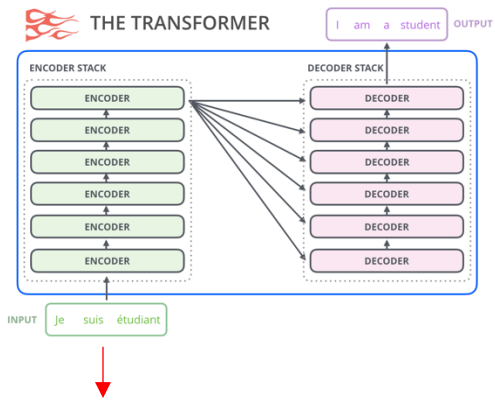 THE TRANSFORMER
I am a student
OUTPUT
ENCODER STACK
DECODER STACK
ENCODER
DECODER
ENCODER
DECODER
ENCODER
DECODER
ENCODER
DECODER
ENCODER
DECODER
ENCODER
DECODER
INPUT
Je suis étudiant